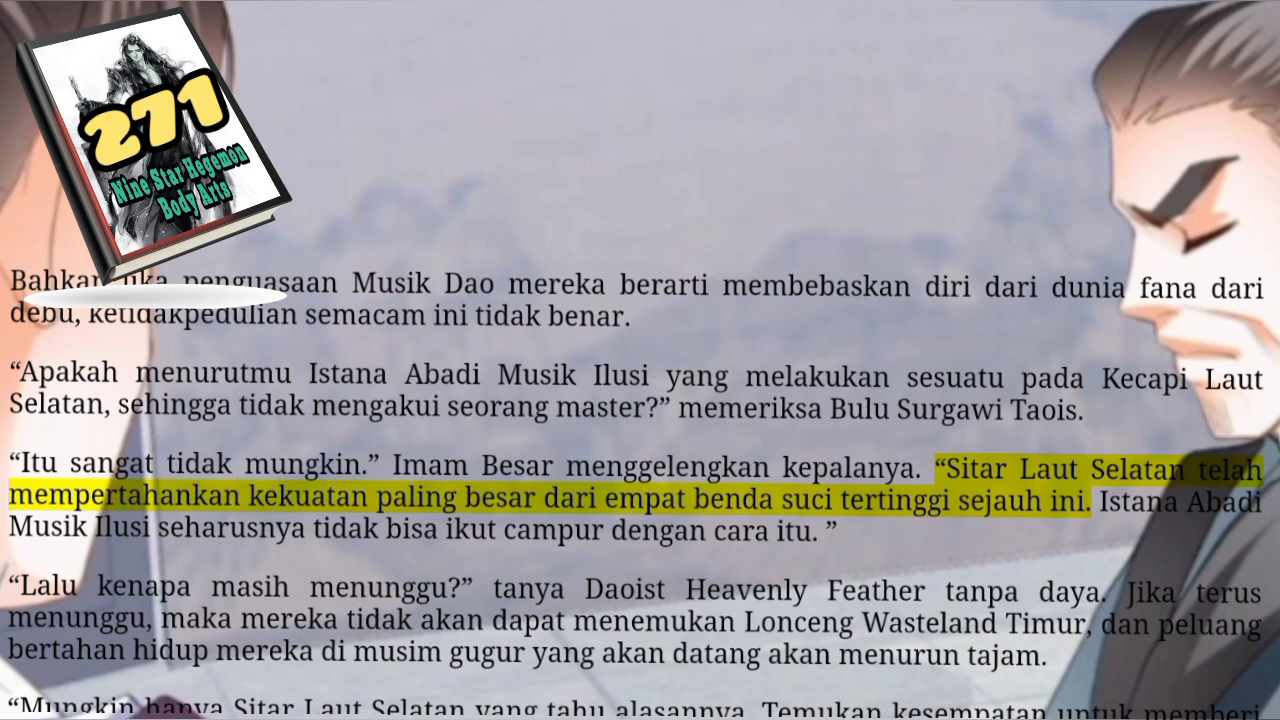 271
Nine Star Hegemon
Body Arts
Bahkan jika penguasaan Musik Dao mereka berarti membebaskan diri dari dunia fana dari
debu, ketidakpedulian semacam ini tidak benar.
“Apakah menurutmu Istana Abadi Musik Ilusi yang melakukan sesuatu pada Kecapi Laut
Selatan, sehingga tidak mengakui seorang master?” memeriksa Bulu Surgawi Taois.
“Itu sangat tidak mungkin.” Imam Besar menggelengkan kepalanya. “Sitar Laut Selatan telah
mempertahankan kekuatan paling besar dari empat benda suci tertinggi sejauh ini. Istana Abadi
Musik Ilusi seharusnya tidak bisa ikut campur dengan cara itu. ”
“Lalu kenapa masih menunggu?” tanya Daoist Heavenly Feather tanpa daya. Jika terus
menunggu, maka mereka tidak akan dapat menemukan Lonceng Wasteland Timur, dan peluang
bertahan hidup mereka di musim gugur yang akan datang akan menurun tajam.
“Mungkin hanya Sitar Laut Selatan yang tahu alasannya. Temukan kesempatan untuk memberi